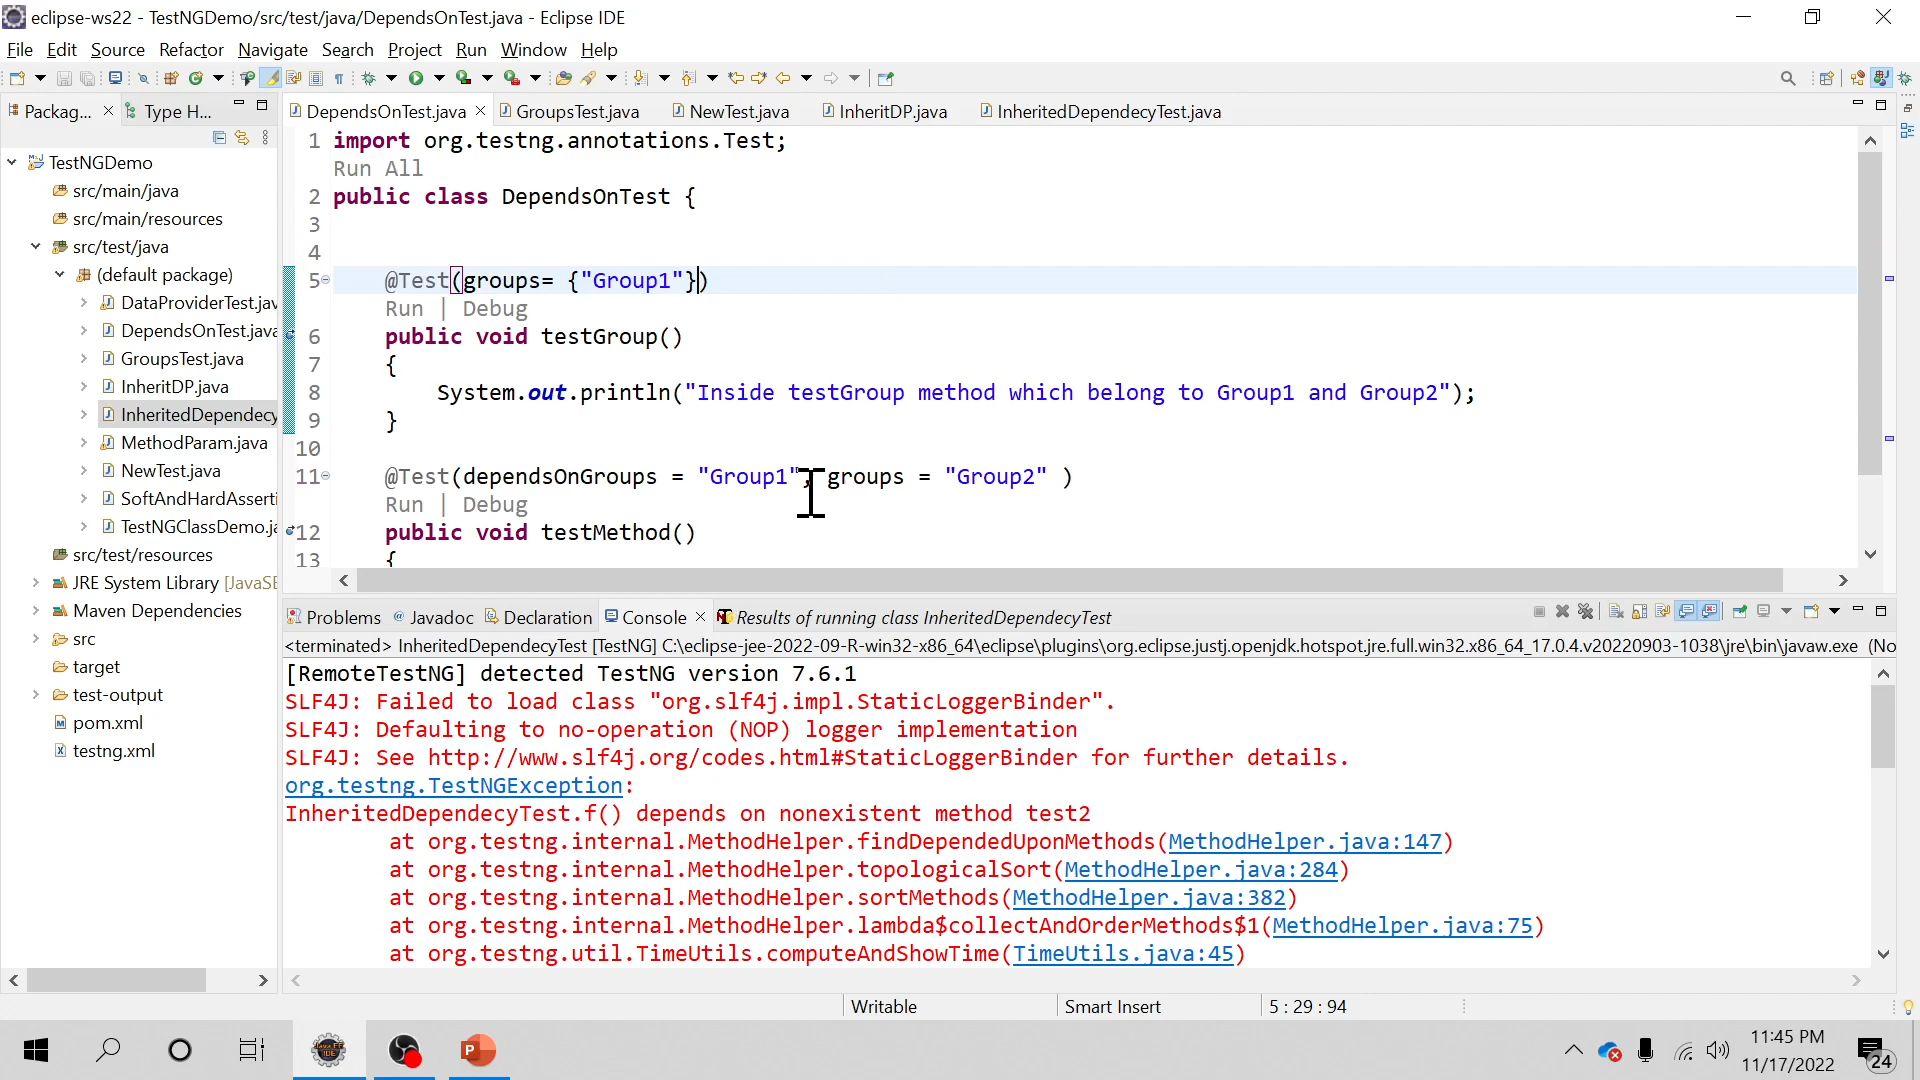 eclipse-ws22 - TestNGDemo/src/test/java/DependsOnTest.java - Eclipse IDE
File Edit Source Refactor Navigate Search Project Run Window Help
Packag... Type H...
DependsOnTest.java GroupsTest.java NewTest.java InheritDP.java InheritedDependecyTest.java
TestNGDemo
src/main/java
src/main/resources
src/test/java
(default package)
DataProviderTest.jav
DependsOnTest.java
GroupsTest.java
InheritDP.java
InheritedDependecy
MethodParam.java
NewTest.java
SoftAndHardAsserti
TestNGClassDemo.ja
src/test/resources
JRE System Library [JavaSE
Maven Dependencies
src
target
test-output
pom.xml
testng.xml
1 import org.testng.annotations.Test;
Run All
2 public class DependsOnTest {
3
4
5 @Test(groups= {"Group1"})
Run | Debug
6 public void testGroup()
7 {
8 System.out.println("Inside testGroup method which belong to Group1 and Group2");
9 }
10
11 @Test(dependsOnGroups = "Group1", groups = "Group2" )
Run | Debug
12 public void testMethod()
13 {
Problems Javadoc Declaration Console Results of running class InheritedDependecyTest
<terminated> InheritedDependecyTest [TestNG] C:\eclipse-jee-2022-09-R-win32-x86_64\eclipse\plugins\org.eclipse.justj.openjdk.hotspot.jre.full.win32.x86_64_17.0.4.v20220903-1038\jre\bin\javaw.exe (No
[RemoteTestNG] detected TestNG version 7.6.1
SLF4J: Failed to load class "org.slf4j.impl.StaticLoggerBinder".
SLF4J: Defaulting to no-operation (NOP) logger implementation
SLF4J: See http://www.slf4j.org/codes.html#StaticLoggerBinder for further details.
org.testng.TestNGException:
InheritedDependecyTest.f() depends on nonexistent method test2
at org.testng.internal.MethodHelper.findDependedUponMethods(MethodHelper.java:147)
at org.testng.internal.MethodHelper.topologicalSort(MethodHelper.java:284)
at org.testng.internal.MethodHelper.sortMethods(MethodHelper.java:382)
at org.testng.internal.MethodHelper.lambda$collectAndOrderMethods$1(MethodHelper.java:75)
at org.testng.util.TimeUtils.computeAndShowTime(TimeUtils.java:45)
Writable Smart Insert 5 : 29 : 94
11:45 PM
11/17/2022
24